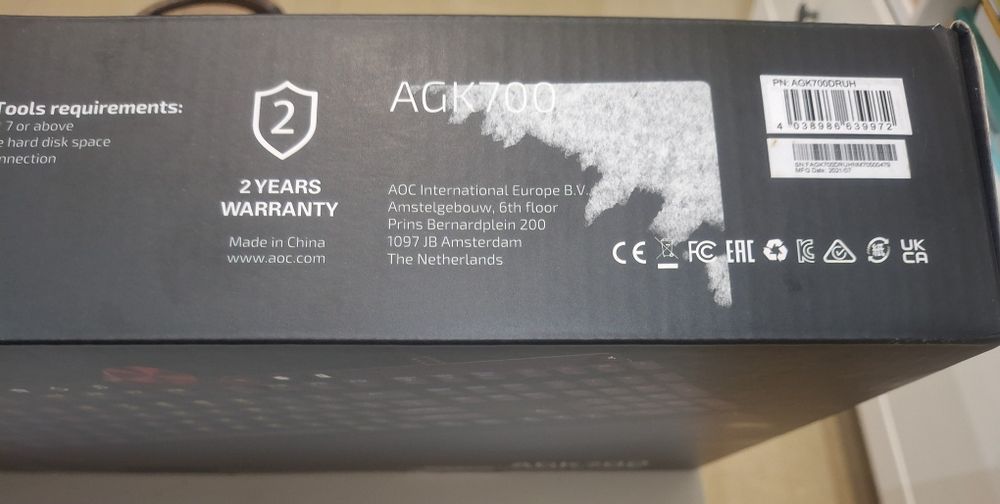 Tools requirements:
7 or above
e hard disk space
nnection
2
2 YEARS
WARRANTY
Made in China
www.aoc.com
AGK700
AOC International Europe B.V.
Amstelgebouw, 6th floor
Prins Bernardplein 200
1097 JB Amsterdam
The Netherlands
CE FC EAC UK
CA
PN: AGK700DRUH
4 038986 639972
MFG Date: 2021/07
AGK700